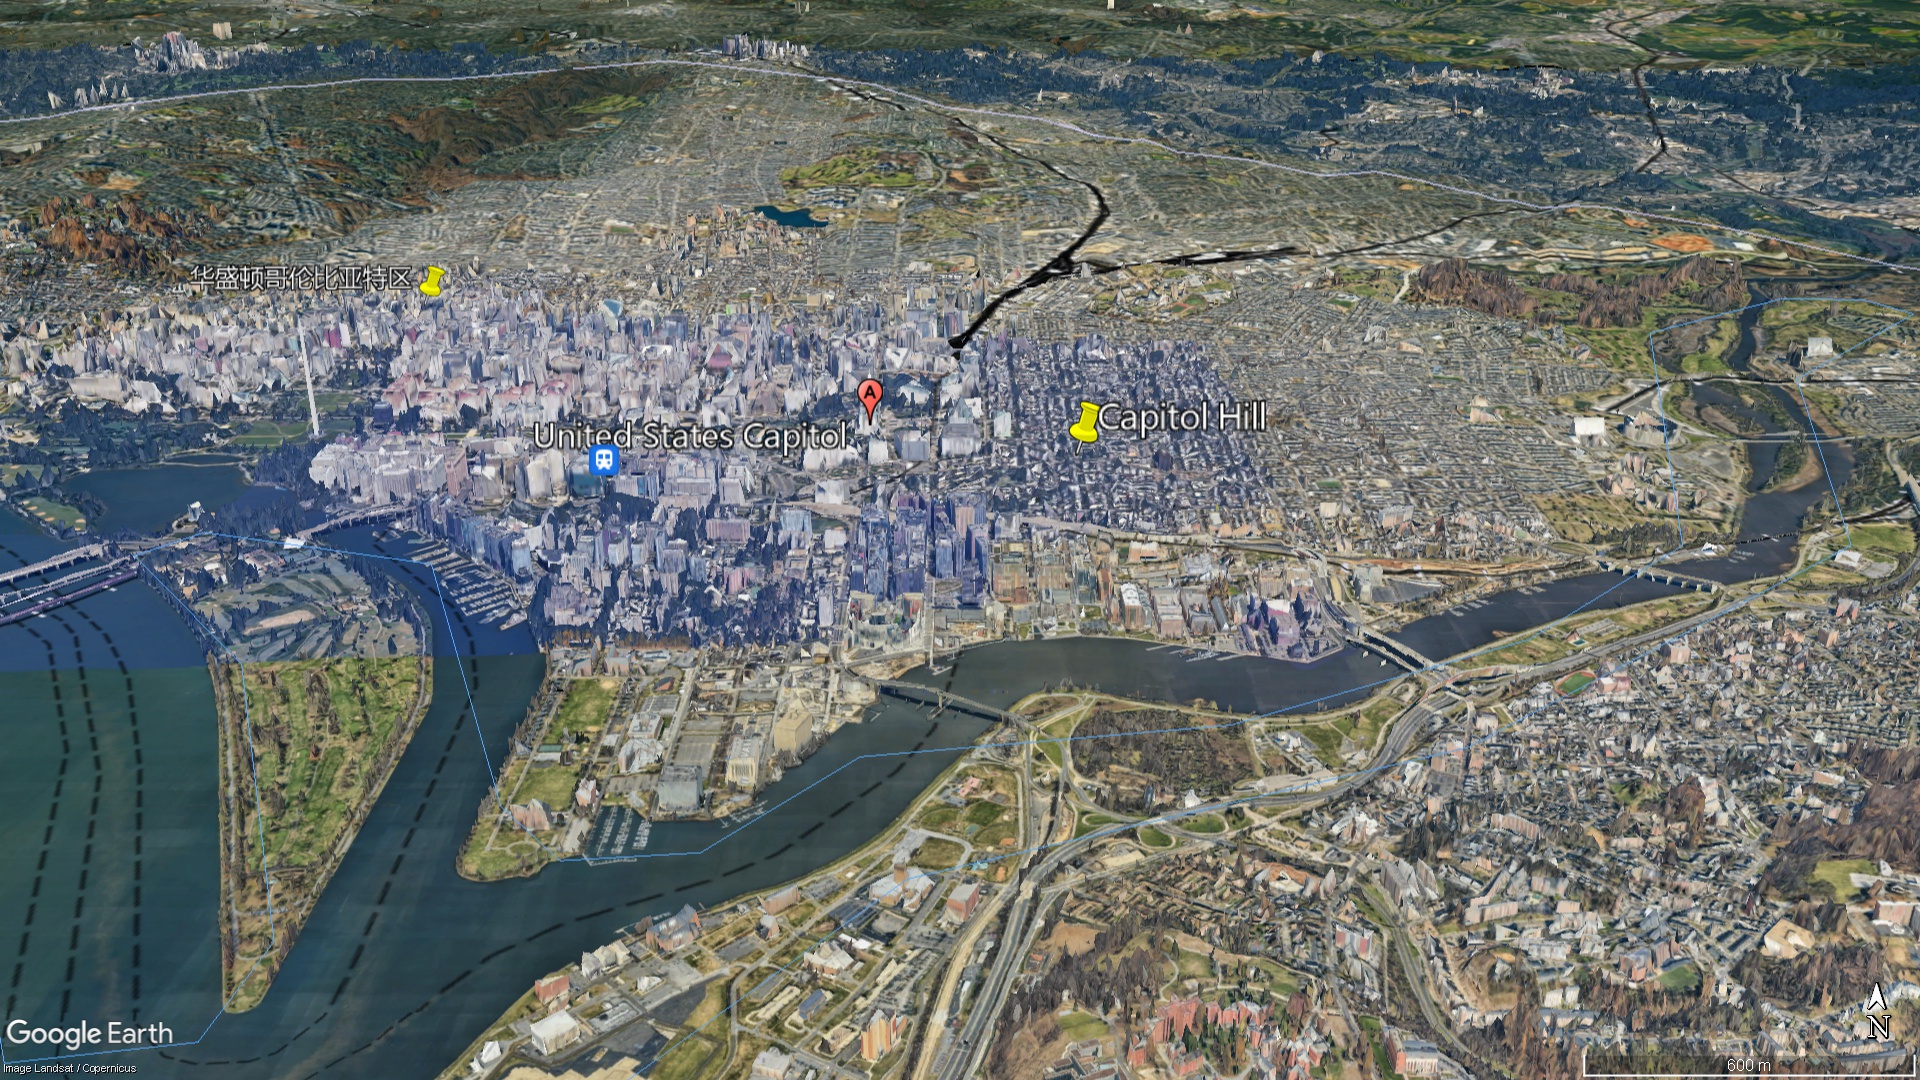 华盛顿哥伦比亚特区
A
Capitol Hill
United States Capitol
Google Earth
N
Image Landsat / Copernicus
600 m